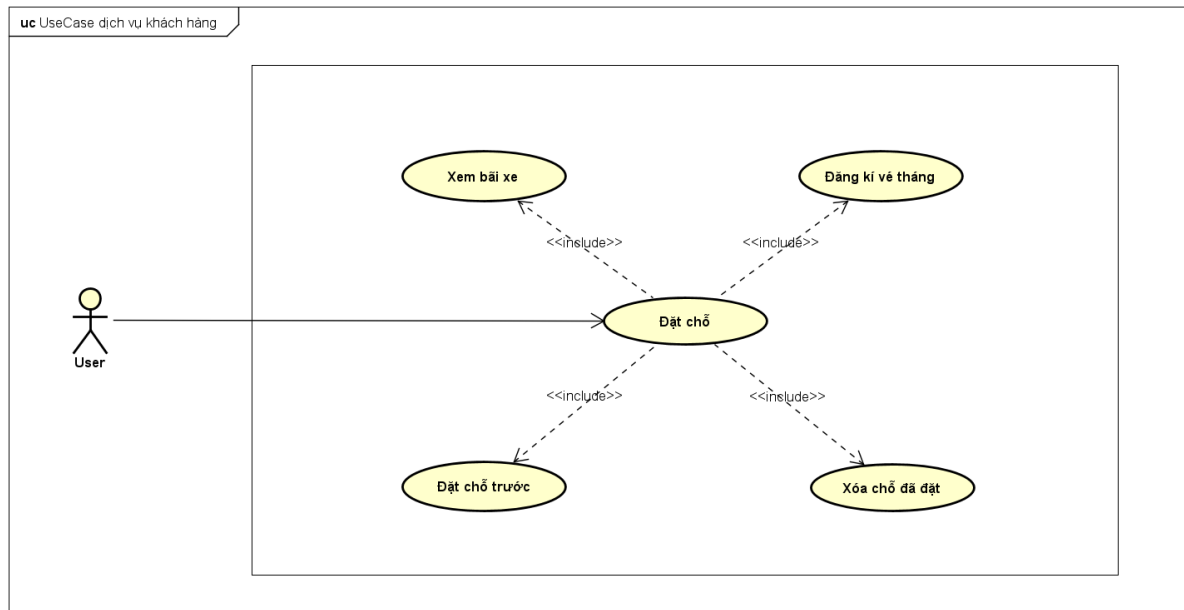 uc UseCase dịch vụ khách hàng
Xem bãi xe
Đăng kí vé tháng
<<include>>
<<include>>
Đặt chỗ
User
<<include>>
<<include>>
Đặt chỗ trước
Xóa chỗ đã đặt